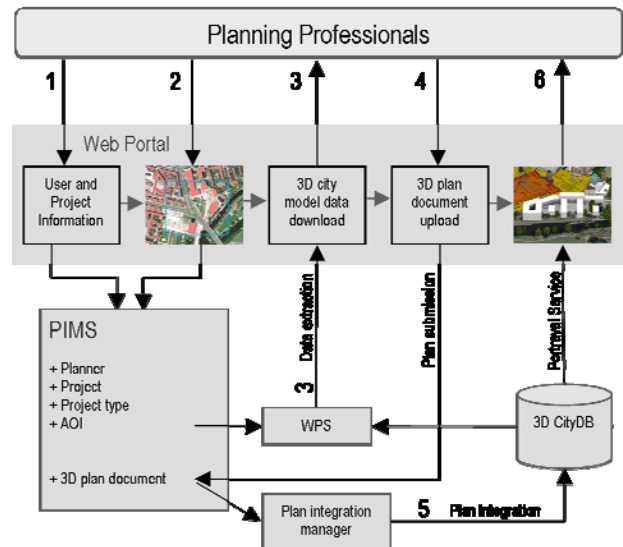 Planning Professionals
1
2
3
4
6
Web Portal
User and
Project
Information
3D city
model data
download
3D plan
document
upload
Data extraction
3
Plan submission
Portrayal Service
PIMS
+ Planner
+ Project
+ Project type
+ AOI
+ 3D plan document
WPS
3D CityDB
Plan integration
manager
5
Plan Integration